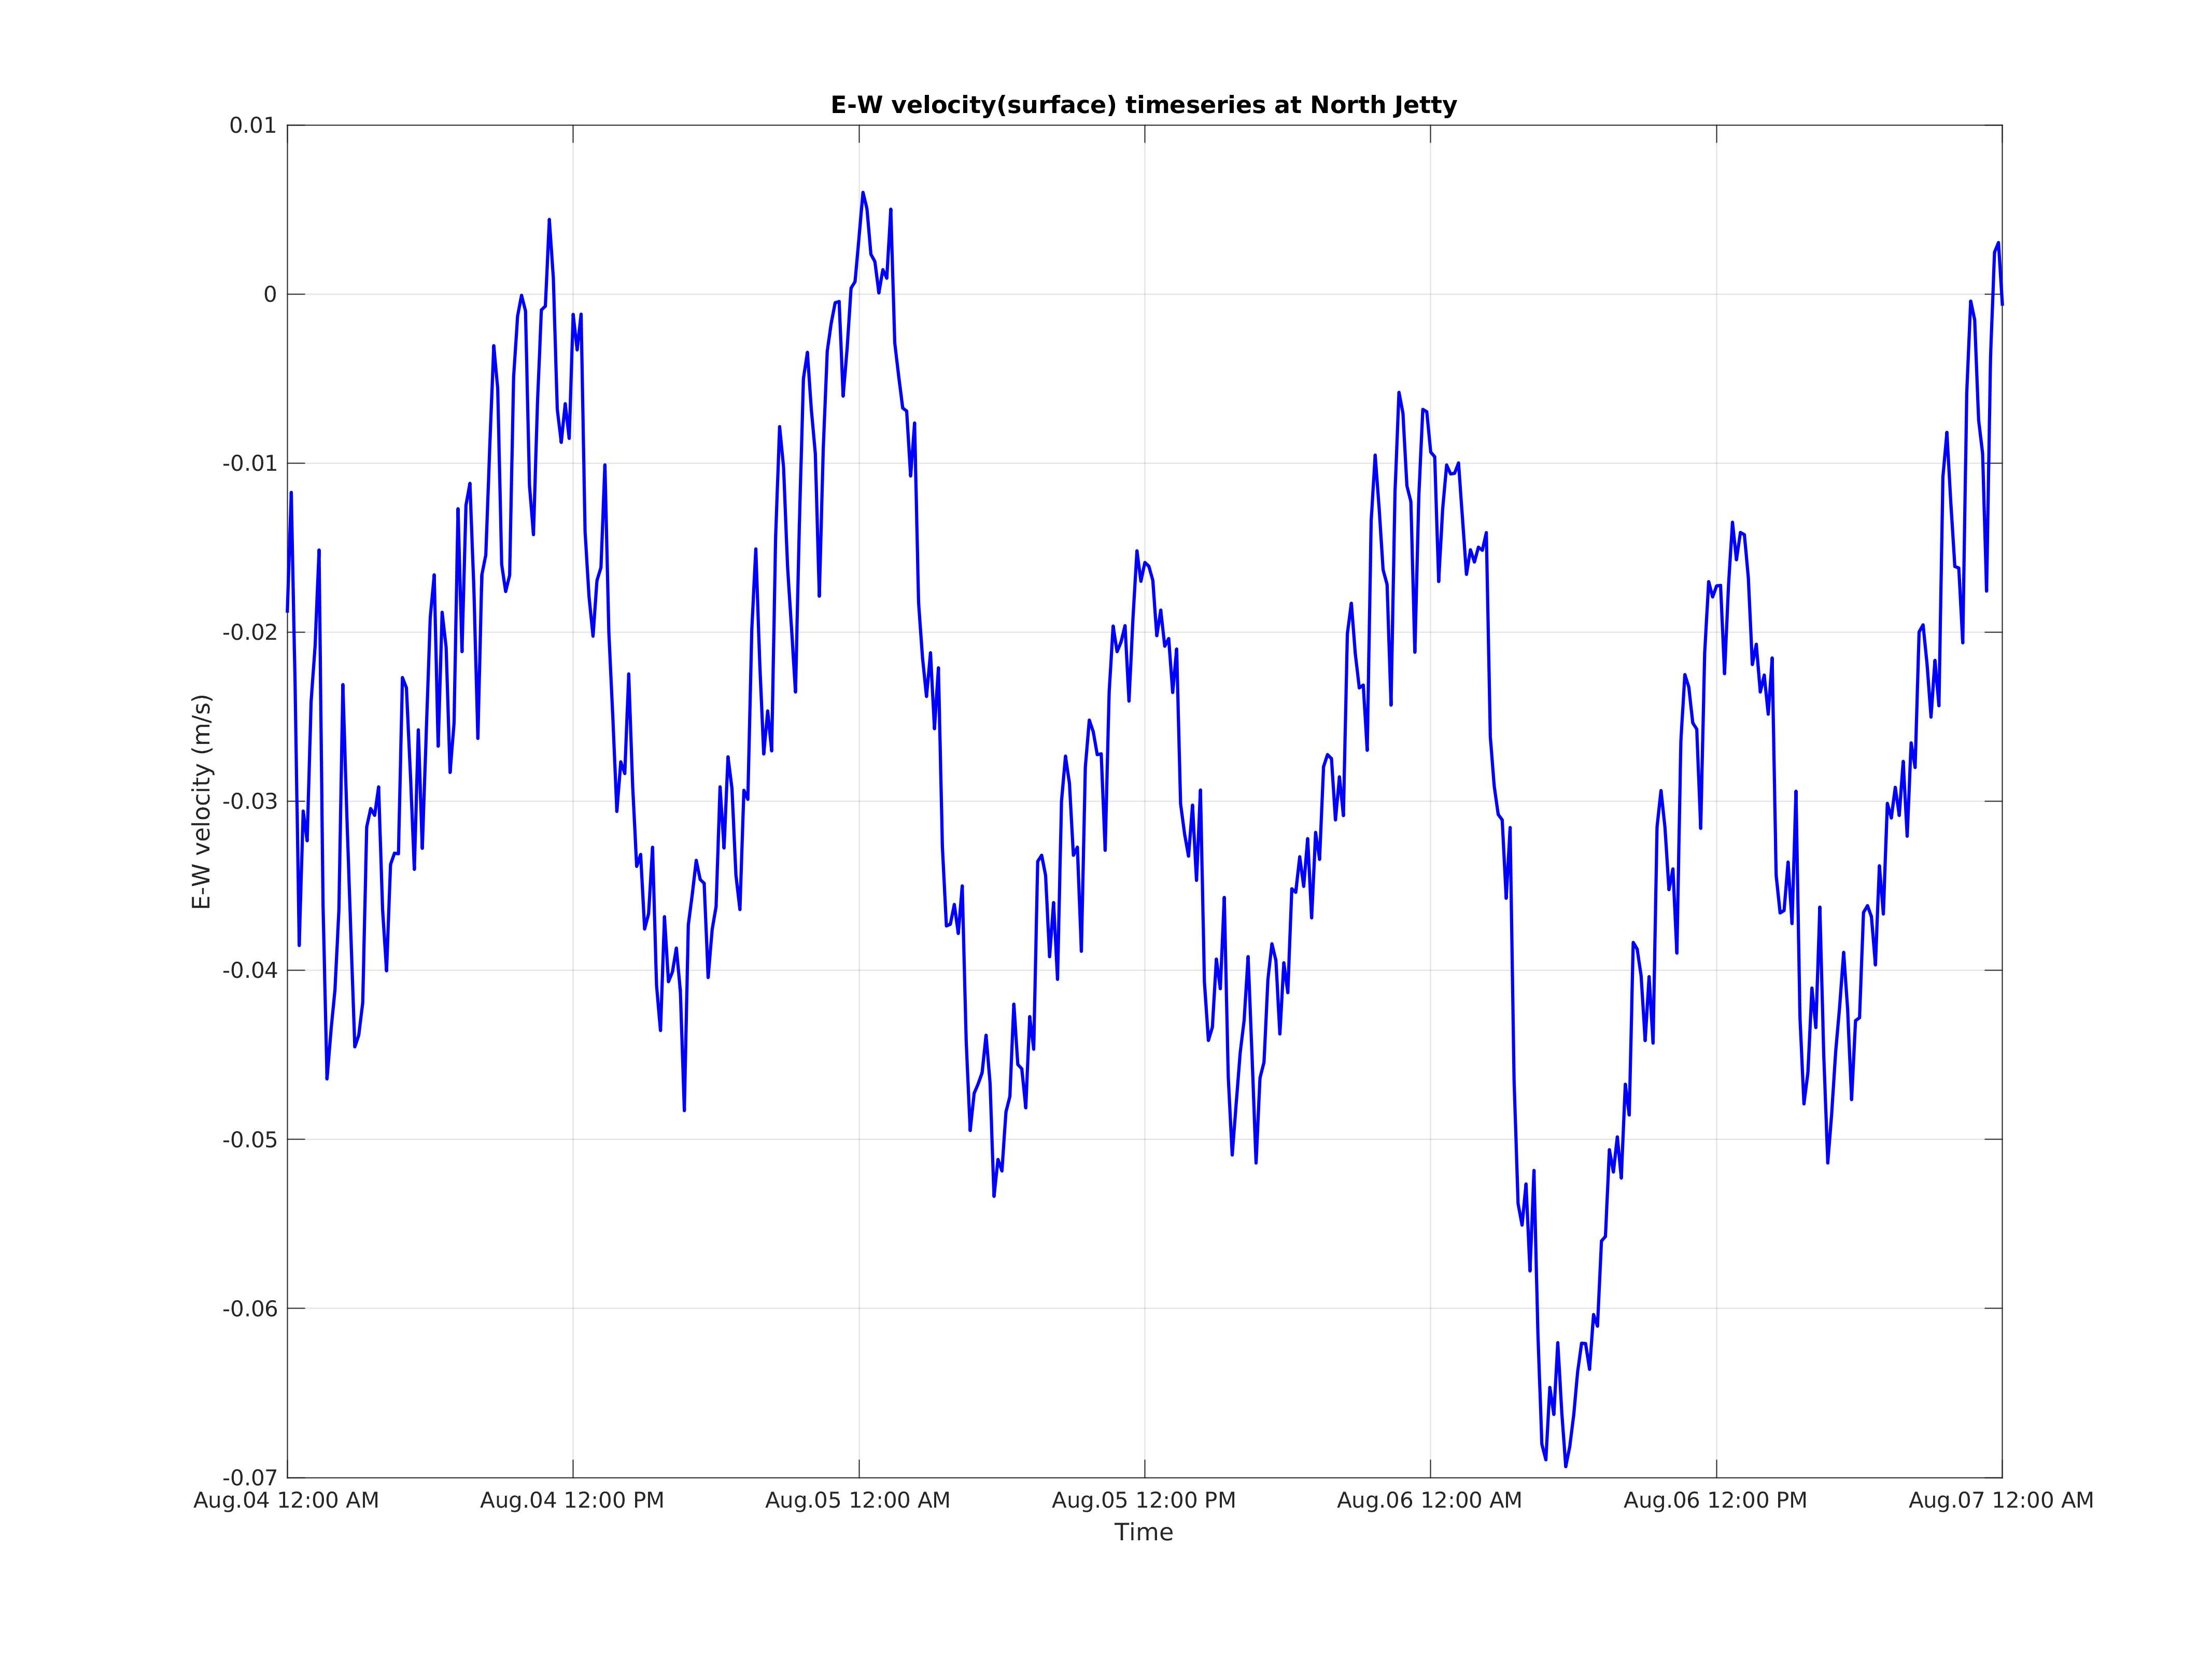 E-W velocity(surface) timeseries at North Jetty
0.01
0
-0.01
-0.02
-0.03
-0.04
-0.05
-0.06
-0.07
E-W velocity (m/s)
Aug.04 12:00 AM
Aug.04 12:00 PM
Aug.05 12:00 AM
Aug.05 12:00 PM
Aug.06 12:00 AM
Aug.06 12:00 PM
Aug.07 12:00 AM
Time